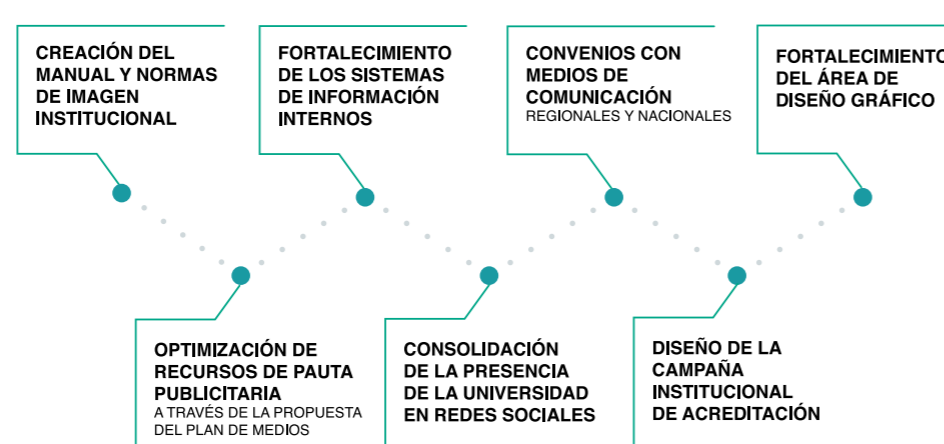 CREACIÓN DEL
MANUAL Y NORMAS
DE IMAGEN
INSTITUCIONAL
FORTALECIMIENTO
DE LOS SISTEMAS
DE INFORMACIÓN
INTERNOS
CONVENIOS CON
MEDIOS DE
COMUNICACIÓN
REGIONALES Y NACIONALES
FORTALECIMIENTO
DEL ÁREA DE
DISEÑO GRÁFICO
OPTIMIZACIÓN DE
RECURSOS DE PAUTA
PUBLICITARIA
A TRAVÉS DE LA PROPUESTA
DEL PLAN DE MEDIOS
CONSOLIDACIÓN
DE LA PRESENCIA
DE LA UNIVERSIDAD
EN REDES SOCIALES
DISEÑO DE LA
CAMPAÑA
INSTITUCIONAL
DE ACREDITACIÓN